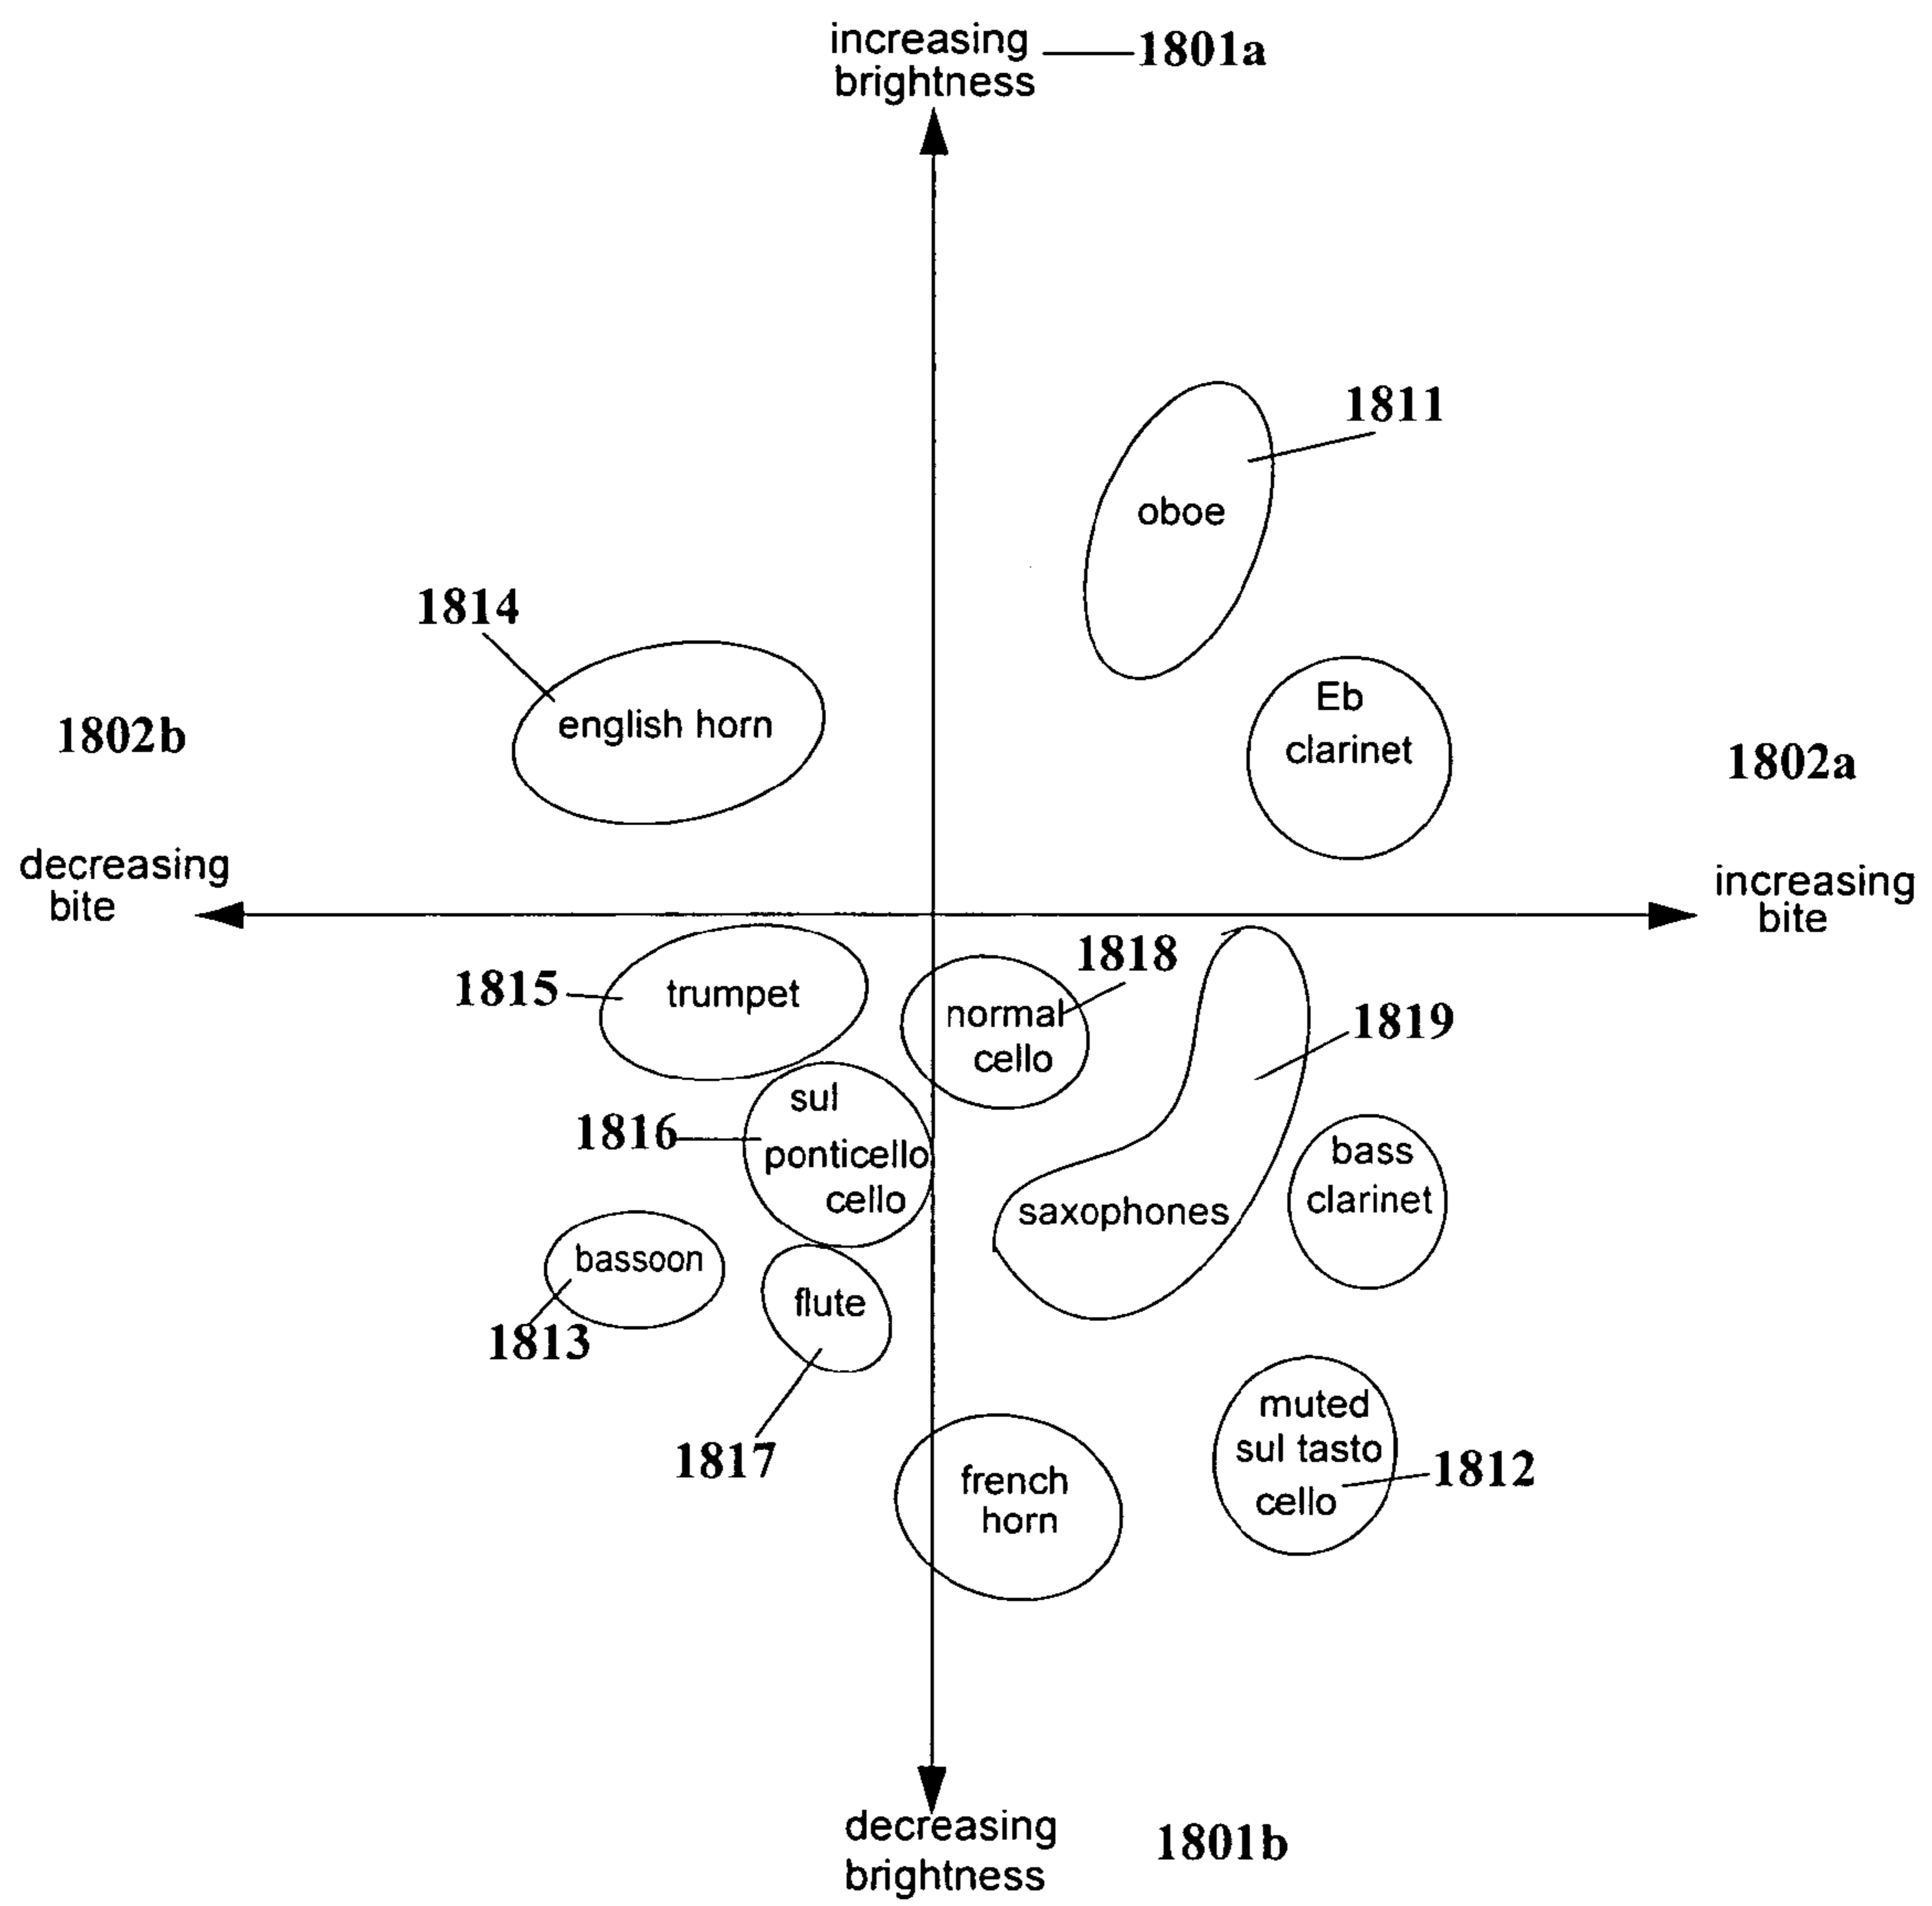 increasing
brightness
1801a
1811
oboe
1814
english horn
Eb
clarinet
1802b
1802a
decreasing
bite
increasing
bite
1815
trumpet
1818
normal
cello
1819
sul
ponticello
cello
1816
bass
clarinet
saxophones
bassoon
1813
flute
1817
muted
sul tasto
cello
1812
french
horn
decreasing
brightness
1801b